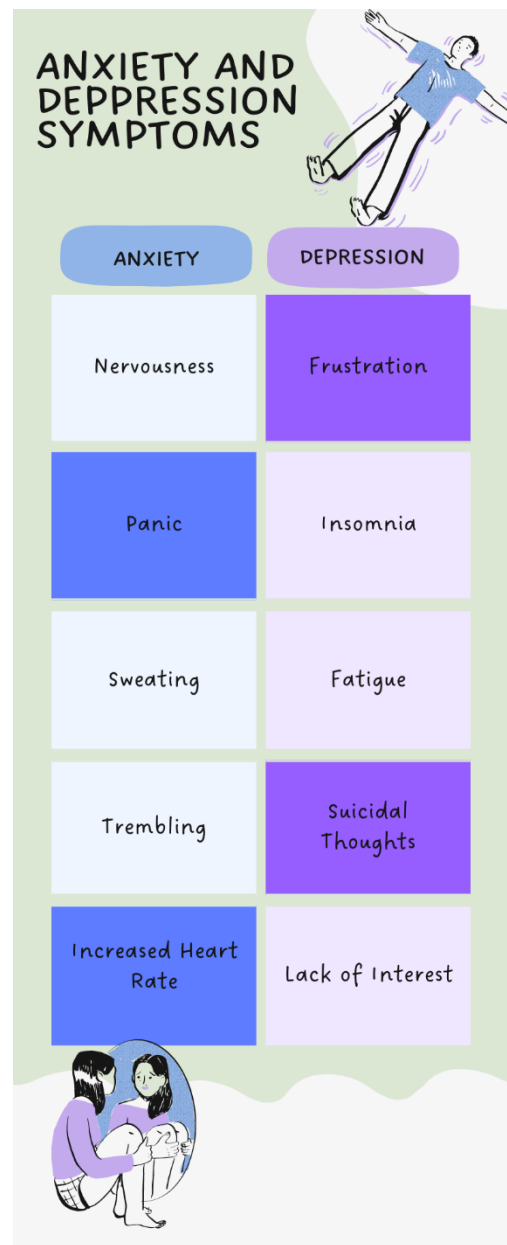 ANXIETY AND
DEPPRESSION
SYMPTOMS
ANXIETY
DEPRESSION
Nervousness
Frustration
Panic
Insomnia
Sweating
Fatigue
Trembling
Suicidal
Thoughts
Increased Heart
Rate
Lack of Interest